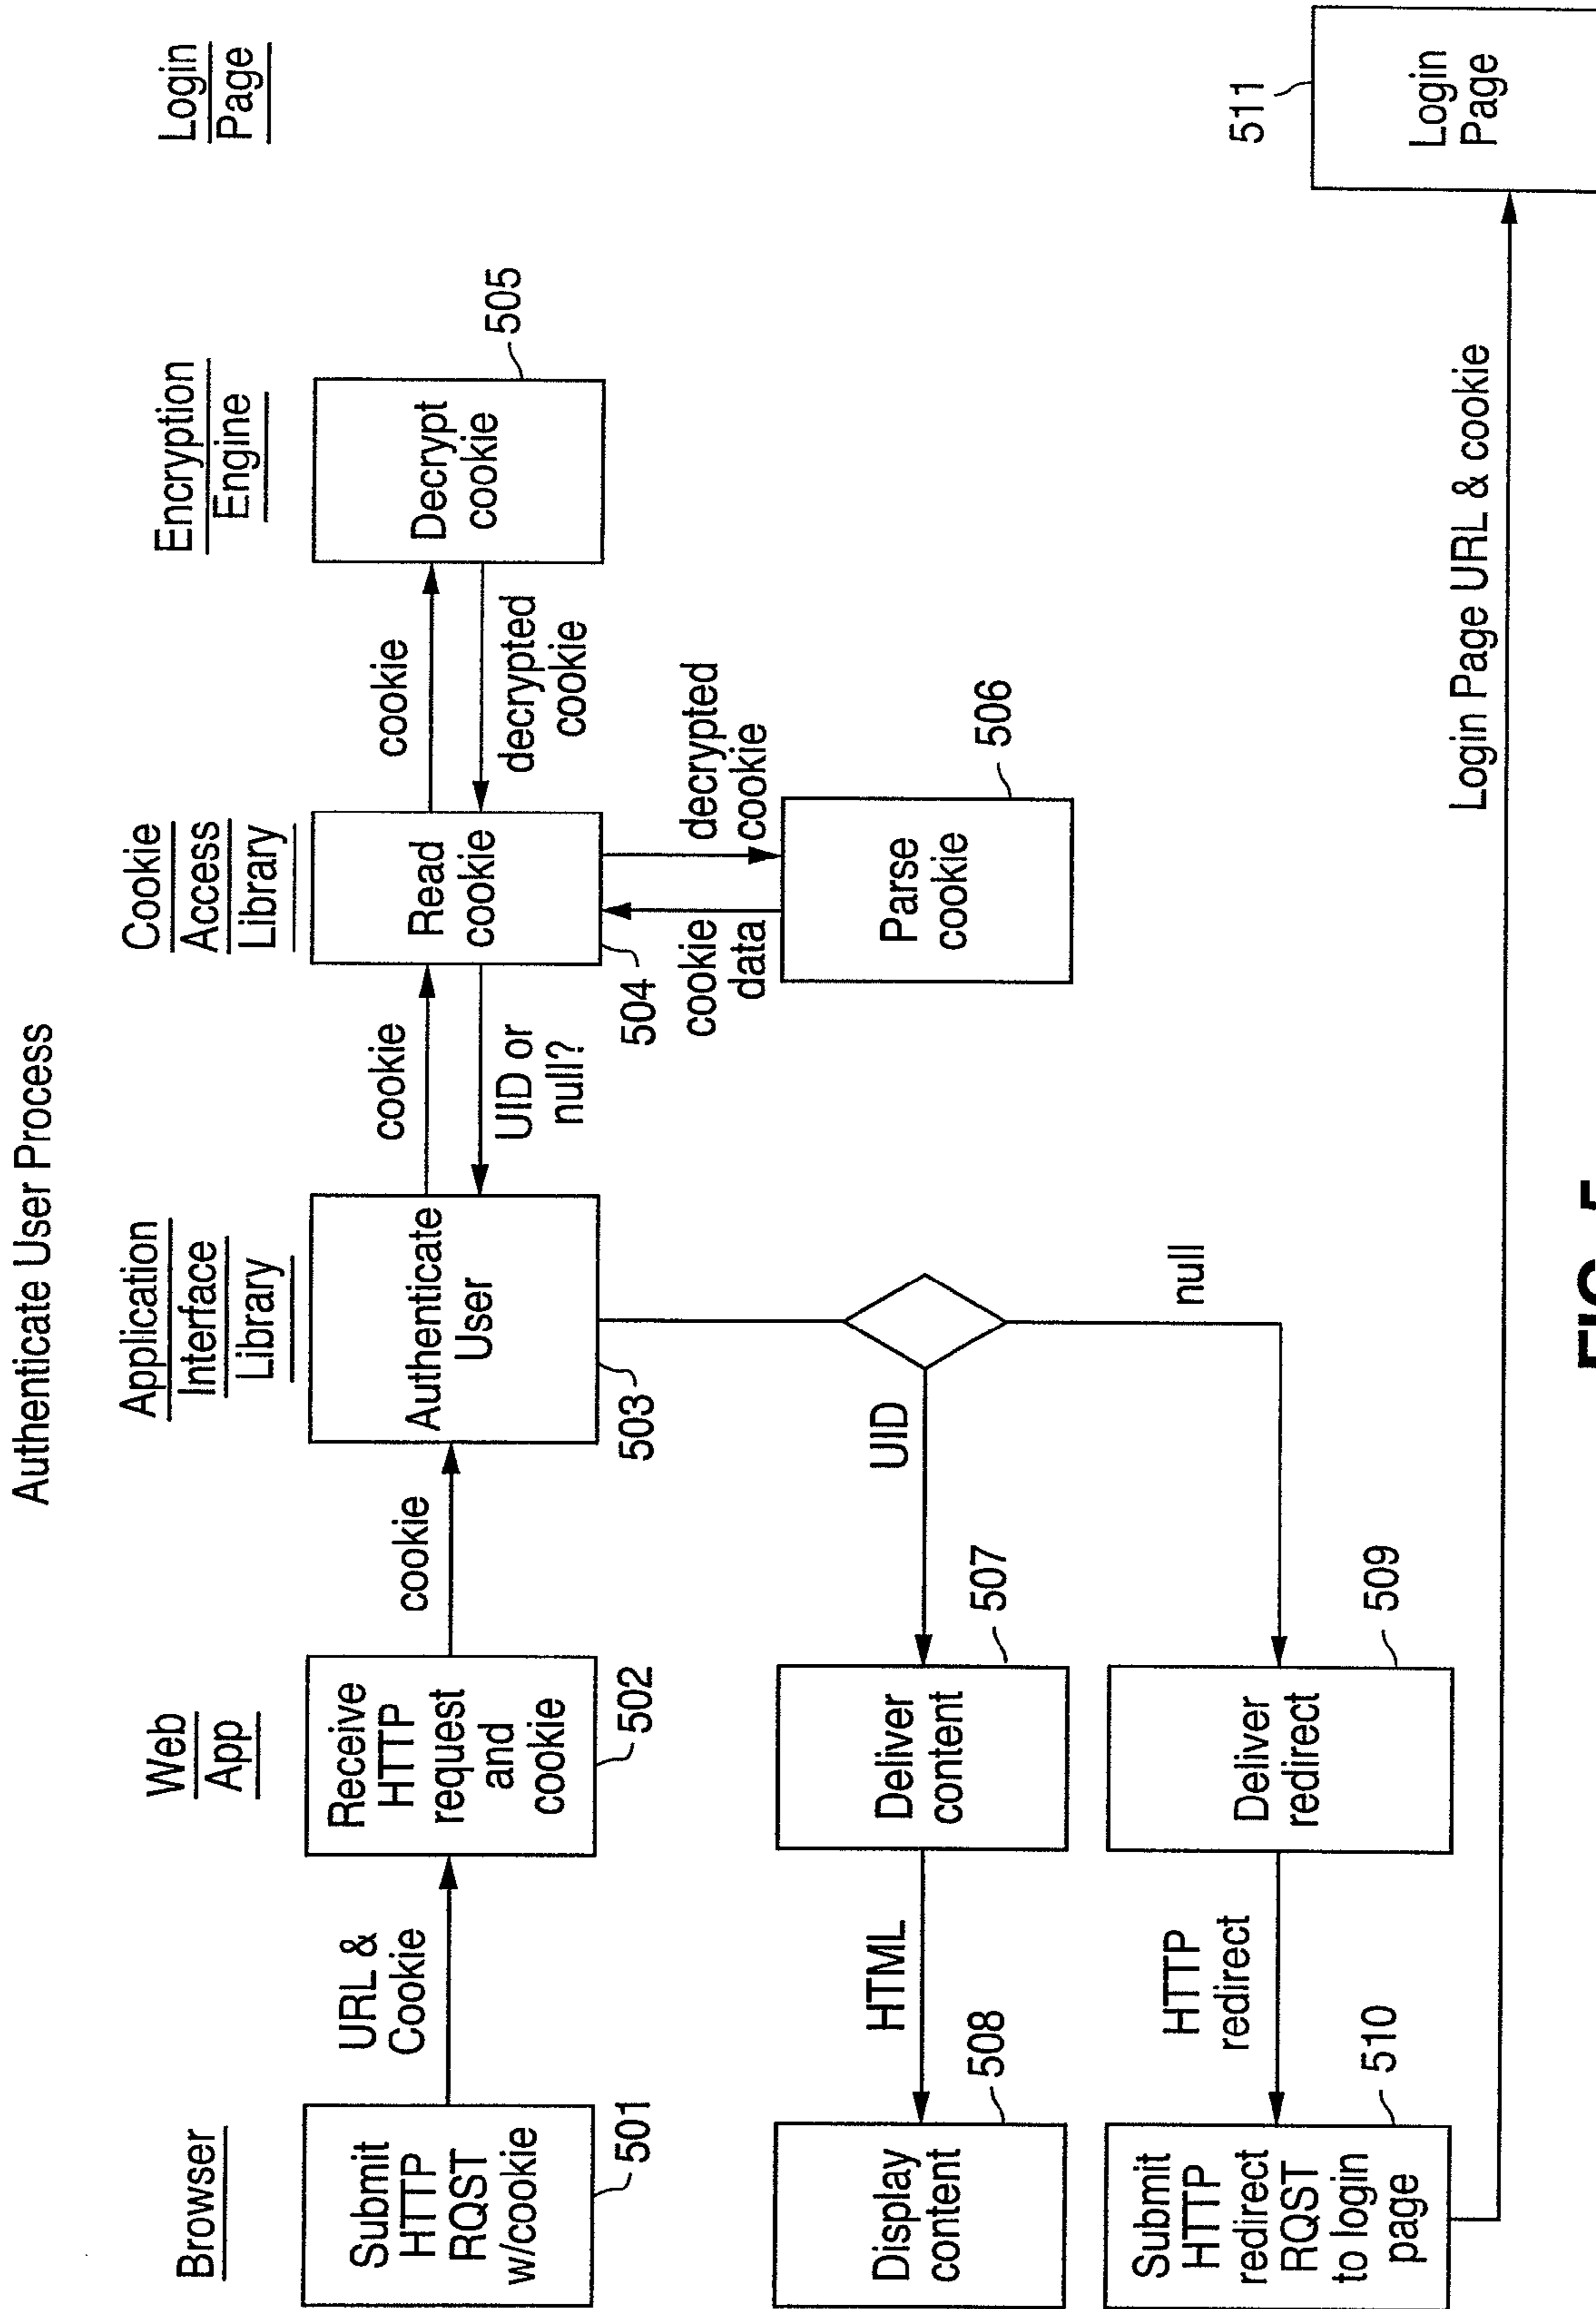 Authenticate User Process
Browser
Web
App
Application
Interface
Library
Cookie
Access
Library
Encryption
Engine
Login
Page
Submit
HTTP
RQST
w/cookie
501
URL &
Cookie
Receive
HTTP
request
and
cookie
502
cookie
Authenticate
User
503
cookie
UID or
null?
Read
cookie
504
cookie
decrypted
cookie
Decrypt
cookie
505
cookie
data
decrypted
cookie
Parse
cookie
506
UID
Deliver
content
507
HTML
Display
content
508
null
Deliver
redirect
509
HTTP
redirect
Submit
HTTP
redirect
RQST
to login
page
510
Login Page URL & cookie
511
Login
Page